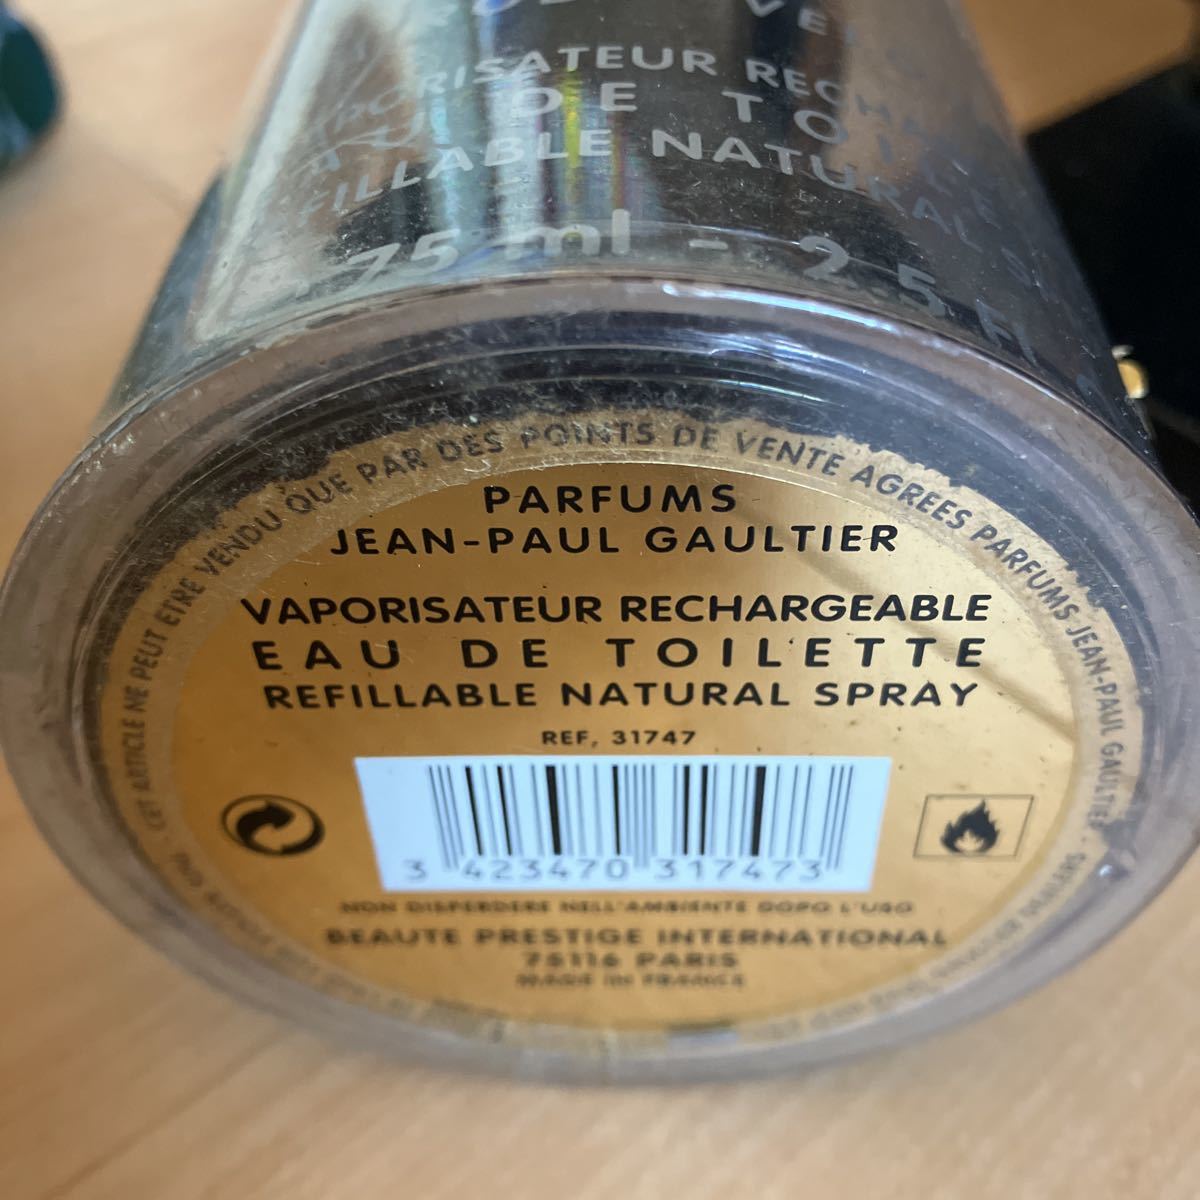 VAPORISATEUR RECHA
DE TOILE
REFILLABLE NATURAL S
75 ml - 2.5 Fl
CET ARTICLE NE PEUT ETRE VENDU QUE PAR DES POINTS DE VENTE AGREES PARFUMS JEAN-PAUL GAULTIER
PARFUMS
JEAN-PAUL GAULTIER
VAPORISATEUR RECHARGEABLE
EAU DE TOILETTE
REFILLABLE NATURAL SPRAY
REF, 31747
3 423470 317473
NON DISPERDERE NELL'AMBIENTE DOPO L'USO
BEAUTE PRESTIGE INTERNATIONAL
75116 PARIS
MADE IN FRANCE